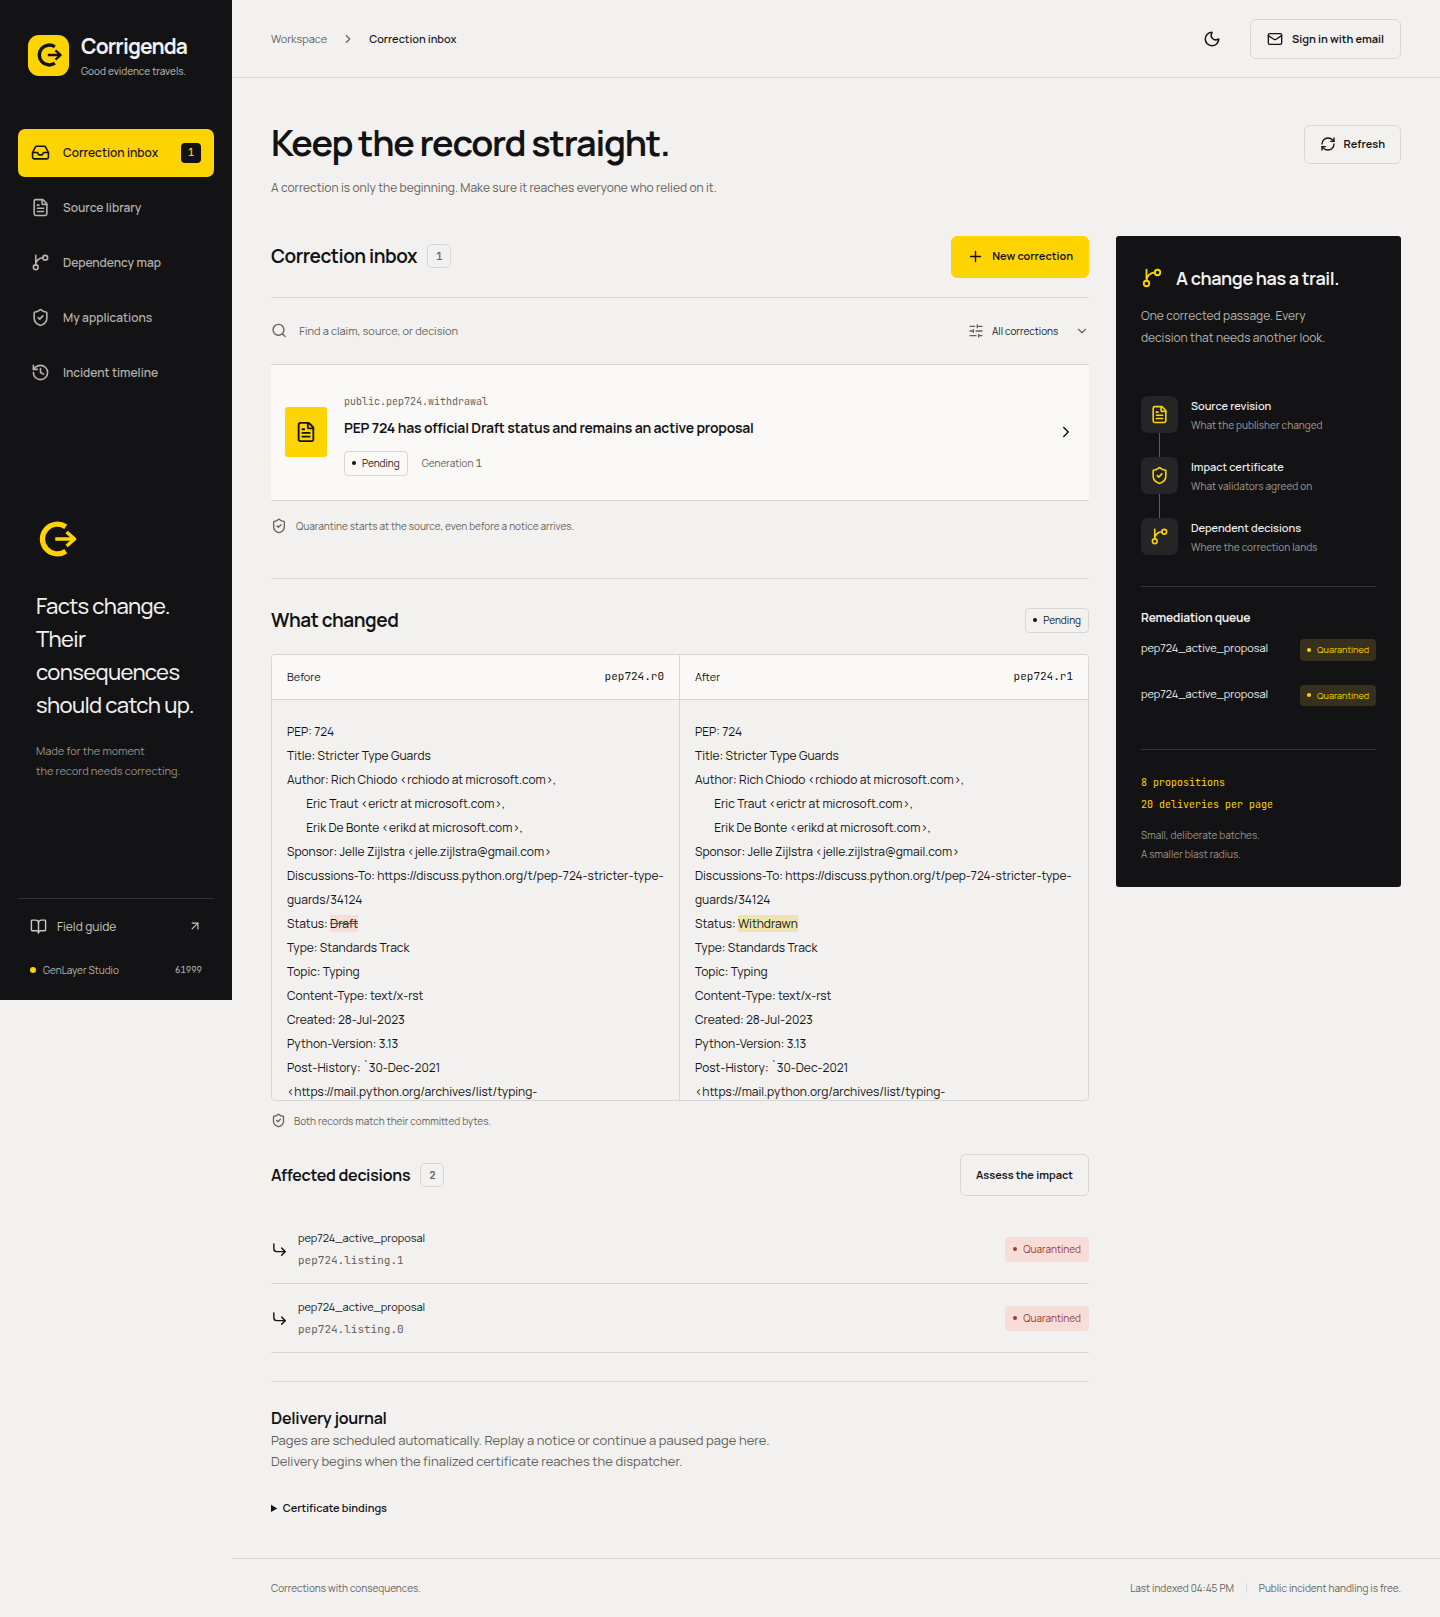 Corrigenda
Good evidence travels.
Correction inbox 1
Source library
Dependency map
My applications
Incident timeline
Facts change.
Their
consequences
should catch up.
Made for the moment
the record needs correcting.
Field guide
GenLayer Studio 61999
Workspace > Correction inbox
Sign in with email
Keep the record straight.
A correction is only the beginning. Make sure it reaches everyone who relied on it.
Refresh
Correction inbox 1
New correction
Find a claim, source, or decision
All corrections
public.pep724.withdrawal
PEP 724 has official Draft status and remains an active proposal
Pending Generation 1
Quarantine starts at the source, even before a notice arrives.
What changed
Pending
Before pep724.r0
PEP: 724
Title: Stricter Type Guards
Author: Rich Chiodo <rchiodo at microsoft.com>,
Eric Traut <erictr at microsoft.com>,
Erik De Bonte <erikd at microsoft.com>,
Sponsor: Jelle Zijlstra <jelle.zijlstra@gmail.com>
Discussions-To: https://discuss.python.org/t/pep-724-stricter-type-
guards/34124
Status: Draft
Type: Standards Track
Topic: Typing
Content-Type: text/x-rst
Created: 28-Jul-2023
Python-Version: 3.13
Post-History: `30-Dec-2021
<https://mail.python.org/archives/list/typing-
After pep724.r1
PEP: 724
Title: Stricter Type Guards
Author: Rich Chiodo <rchiodo at microsoft.com>,
Eric Traut <erictr at microsoft.com>,
Erik De Bonte <erikd at microsoft.com>,
Sponsor: Jelle Zijlstra <jelle.zijlstra@gmail.com>
Discussions-To: https://discuss.python.org/t/pep-724-stricter-type-
guards/34124
Status: Withdrawn
Type: Standards Track
Topic: Typing
Content-Type: text/x-rst
Created: 28-Jul-2023
Python-Version: 3.13
Post-History: `30-Dec-2021
<https://mail.python.org/archives/list/typing-
Both records match their committed bytes.
Affected decisions 2
Assess the impact
pep724_active_proposal
pep724.listing.1
Quarantined
pep724_active_proposal
pep724.listing.0
Quarantined
Delivery journal
Pages are scheduled automatically. Replay a notice or continue a paused page here.
Delivery begins when the finalized certificate reaches the dispatcher.
Certificate bindings
A change has a trail.
One corrected passage. Every
decision that needs another look.
Source revision
What the publisher changed
Impact certificate
What validators agreed on
Dependent decisions
Where the correction lands
Remediation queue
pep724_active_proposal Quarantined
pep724_active_proposal Quarantined
8 propositions
20 deliveries per page
Small, deliberate batches.
A smaller blast radius.
Corrections with consequences.
Last indexed 04:45 PM
Public incident handling is free.